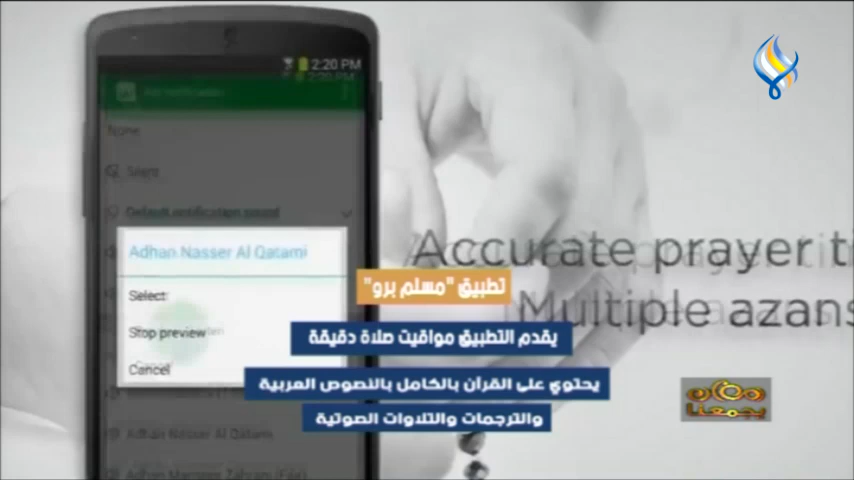 2:20 PM
None
Silent
Default notification sound
Adhan Nasser Al Qatami
Select
Stop preview
Cancel
Adhan Nasser Al Qatami
Accurate prayer ti
Multiple azans
تطبيق "مسلم برو"
يقدم التطبيق مواقيت صلاة دقيقة
يحتوي على القرآن بالكامل بالنصوص العربية
والترجمات والتلاوات الصوتية
رمضان
يجمعنا